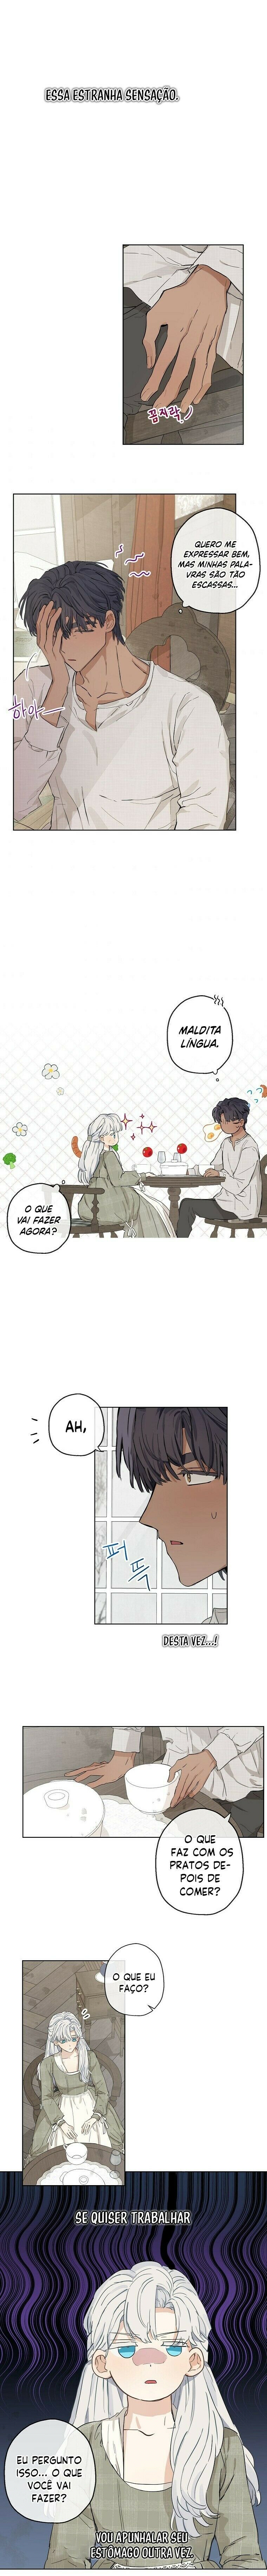 ESSA ESTRANHA SENSAÇÃO.
꼼지락
QUERO ME
EXPRESSAR BEM,
MAS MINHAS PALA-
VRAS SÃO TÃO
ESCASSAS...
하아
MALDITA
LÍNGUA.
O QUE
VAI FAZER
AGORA?
AH,
퍼뜩
DESTA VEZ...!
O QUE
FAZ COM OS
PRATOS DE-
POIS DE
COMER?
O QUE EU
FAÇO?
SE QUISER TRABALHAR
EU PERGUNTO
ISSO... O QUE
VOCÊ VAI
FAZER?
VOU APUNHALAR SEU
ESTÔMAGO OUTRA VEZ.